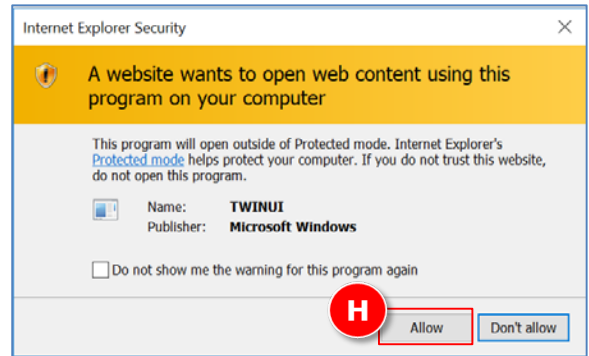 Internet Explorer Security
A website wants to open web content using this
program on your computer
This program will open outside of Protected mode. Internet Explorer's
Protected mode helps protect your computer. If you do not trust this website,
do not open this program.
Name: TWINUI
Publisher: Microsoft Windows
Do not show me the warning for this program again
H
Allow Don't allow